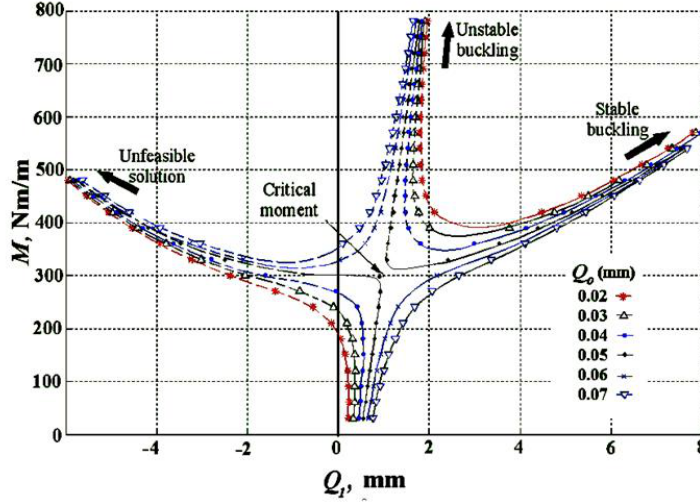 800
700
600
500
400
300
200
100
0
M, Nm/m
-4
-2
0
2
4
6
8
Q1, mm
Unstable
buckling
Stable
buckling
Unfeasible
solution
Critical
moment
Qo (mm)
0.02
0.03
0.04
0.05
0.06
0.07